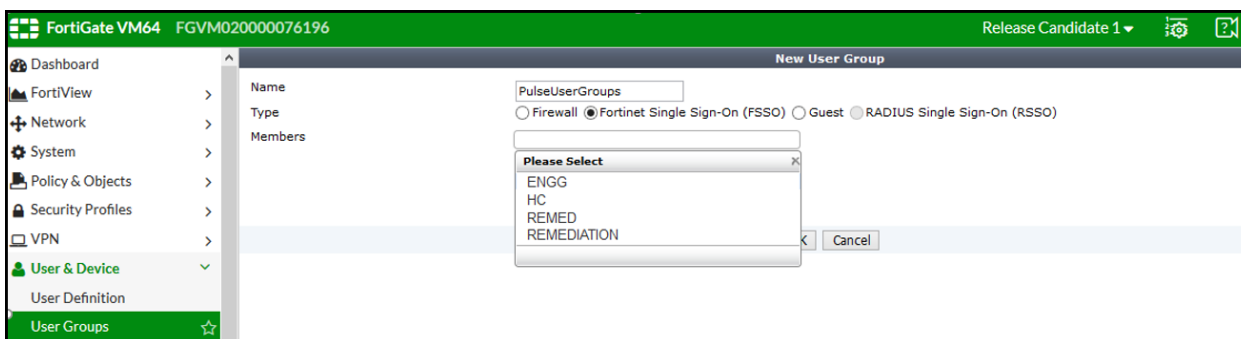 FortiGate VM64 FGVM020000076196 Release Candidate 1
Dashboard
FortiView
Network
System
Policy & Objects
Security Profiles
VPN
User & Device
User Definition
User Groups
New User Group
Name PulseUserGroups
Type Firewall Fortinet Single Sign-On (FSSO) Guest RADIUS Single Sign-On (RSSO)
Members
Please Select
ENGG
HC
REMED
REMEDIATION
Cancel